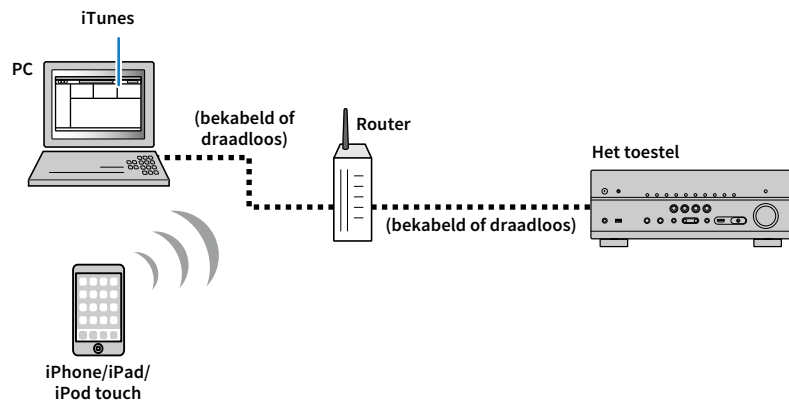 iTunes
PC
(bekabeld of
draadloos)
Router
Het toestel
(bekabeld of draadloos)
iPhone/iPad/
iPod touch